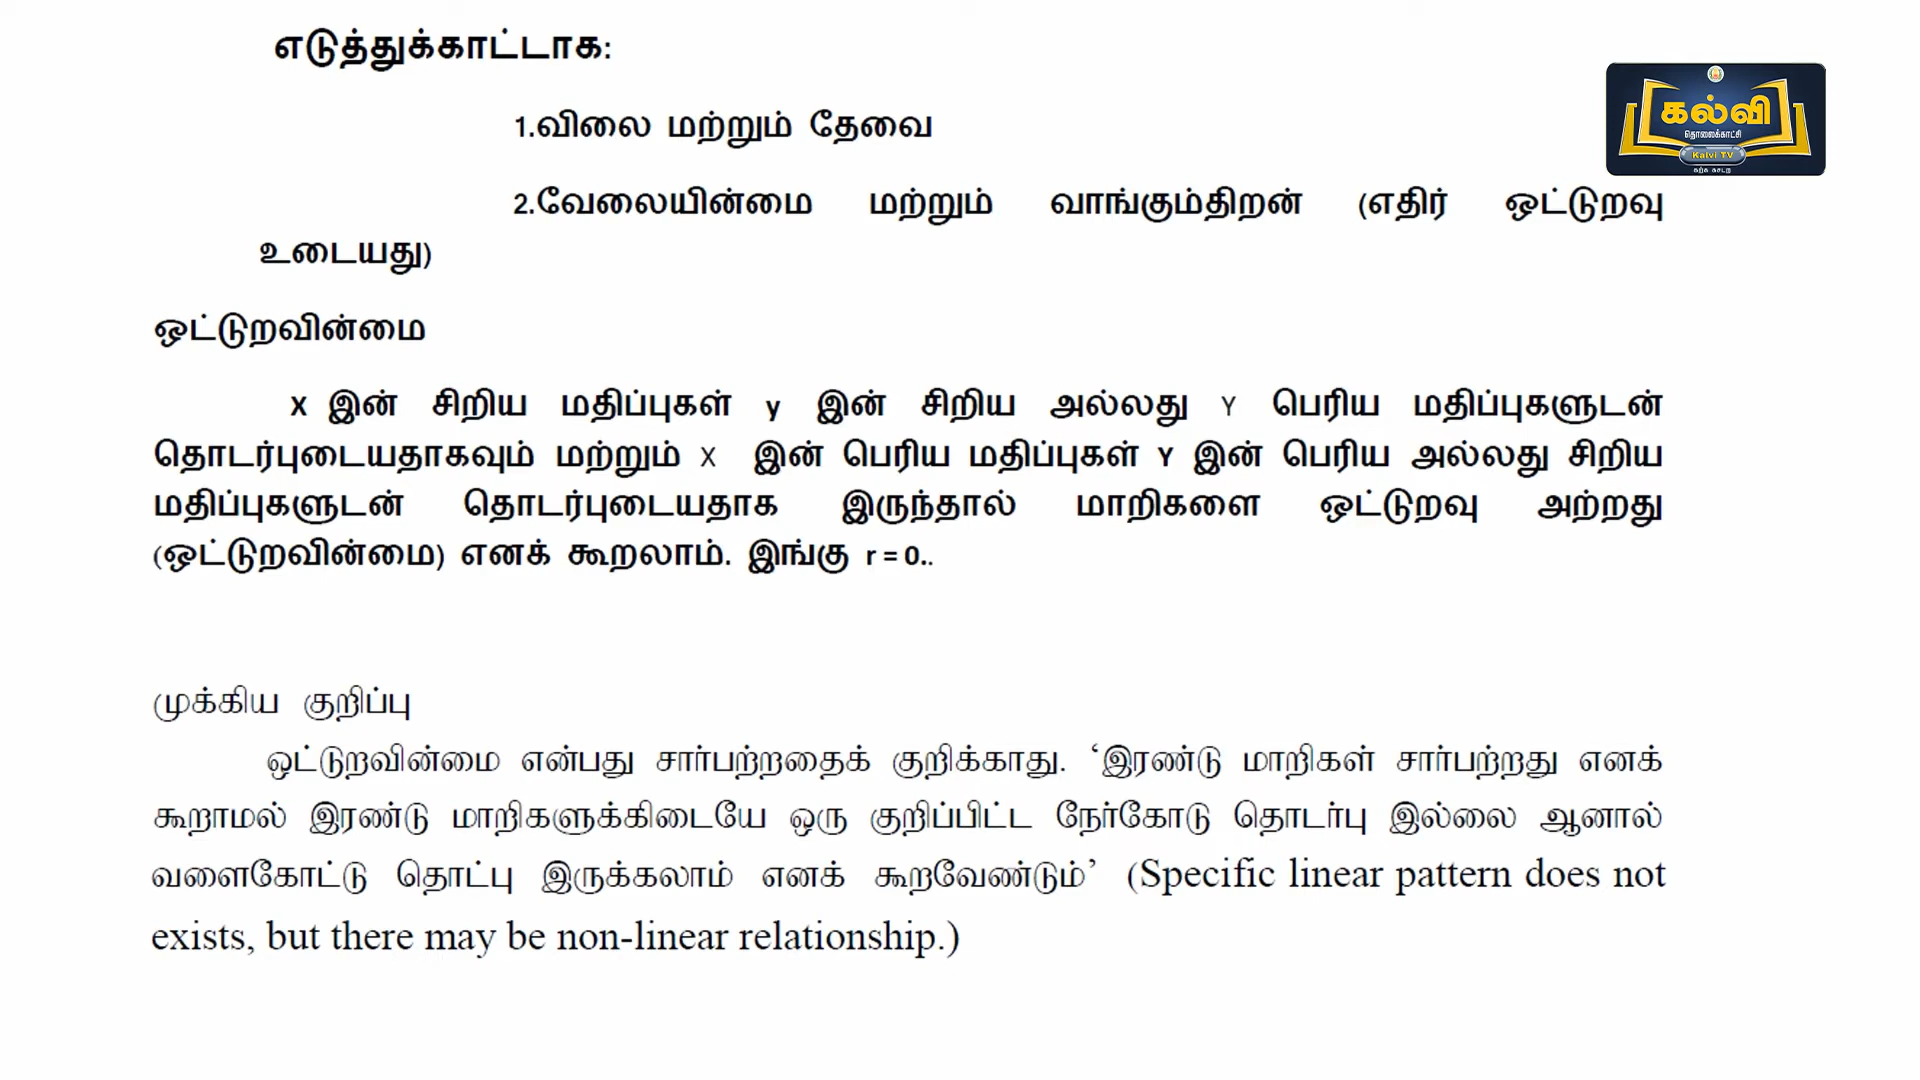 எடுத்துக்காட்டாக:
1.விலை மற்றும் தேவை
2.வேலையின்மை மற்றும் வாங்கும்திறன் (எதிர் ஒட்டுறவு
உடையது)
ஒட்டுறவின்மை
X இன் சிறிய மதிப்புகள் y இன் சிறிய அல்லது Y பெரிய மதிப்புகளுடன்
தொடர்புடையதாகவும் மற்றும் X இன் பெரிய மதிப்புகள் Y இன் பெரிய அல்லது சிறிய
மதிப்புகளுடன் தொடர்புடையதாக இருந்தால் மாறிகளை ஒட்டுறவு அற்றது
(ஒட்டுறவின்மை) எனக் கூறலாம். இங்கு r = 0..
முக்கிய குறிப்பு
ஒட்டுறவின்மை என்பது சார்பற்றதைக் குறிக்காது. ‘இரண்டு மாறிகள் சார்பற்றது எனக்
கூறாமல் இரண்டு மாறிகளுக்கிடையே ஒரு குறிப்பிட்ட நேர்கோடு தொடர்பு இல்லை ஆனால்
வளைகோட்டு தொட்பு இருக்கலாம் எனக் கூறவேண்டும்’ (Specific linear pattern does not
exists, but there may be non-linear relationship.)
கல்வி
தொலைக்காட்சி
Kalvi TV
கற்க கசடற